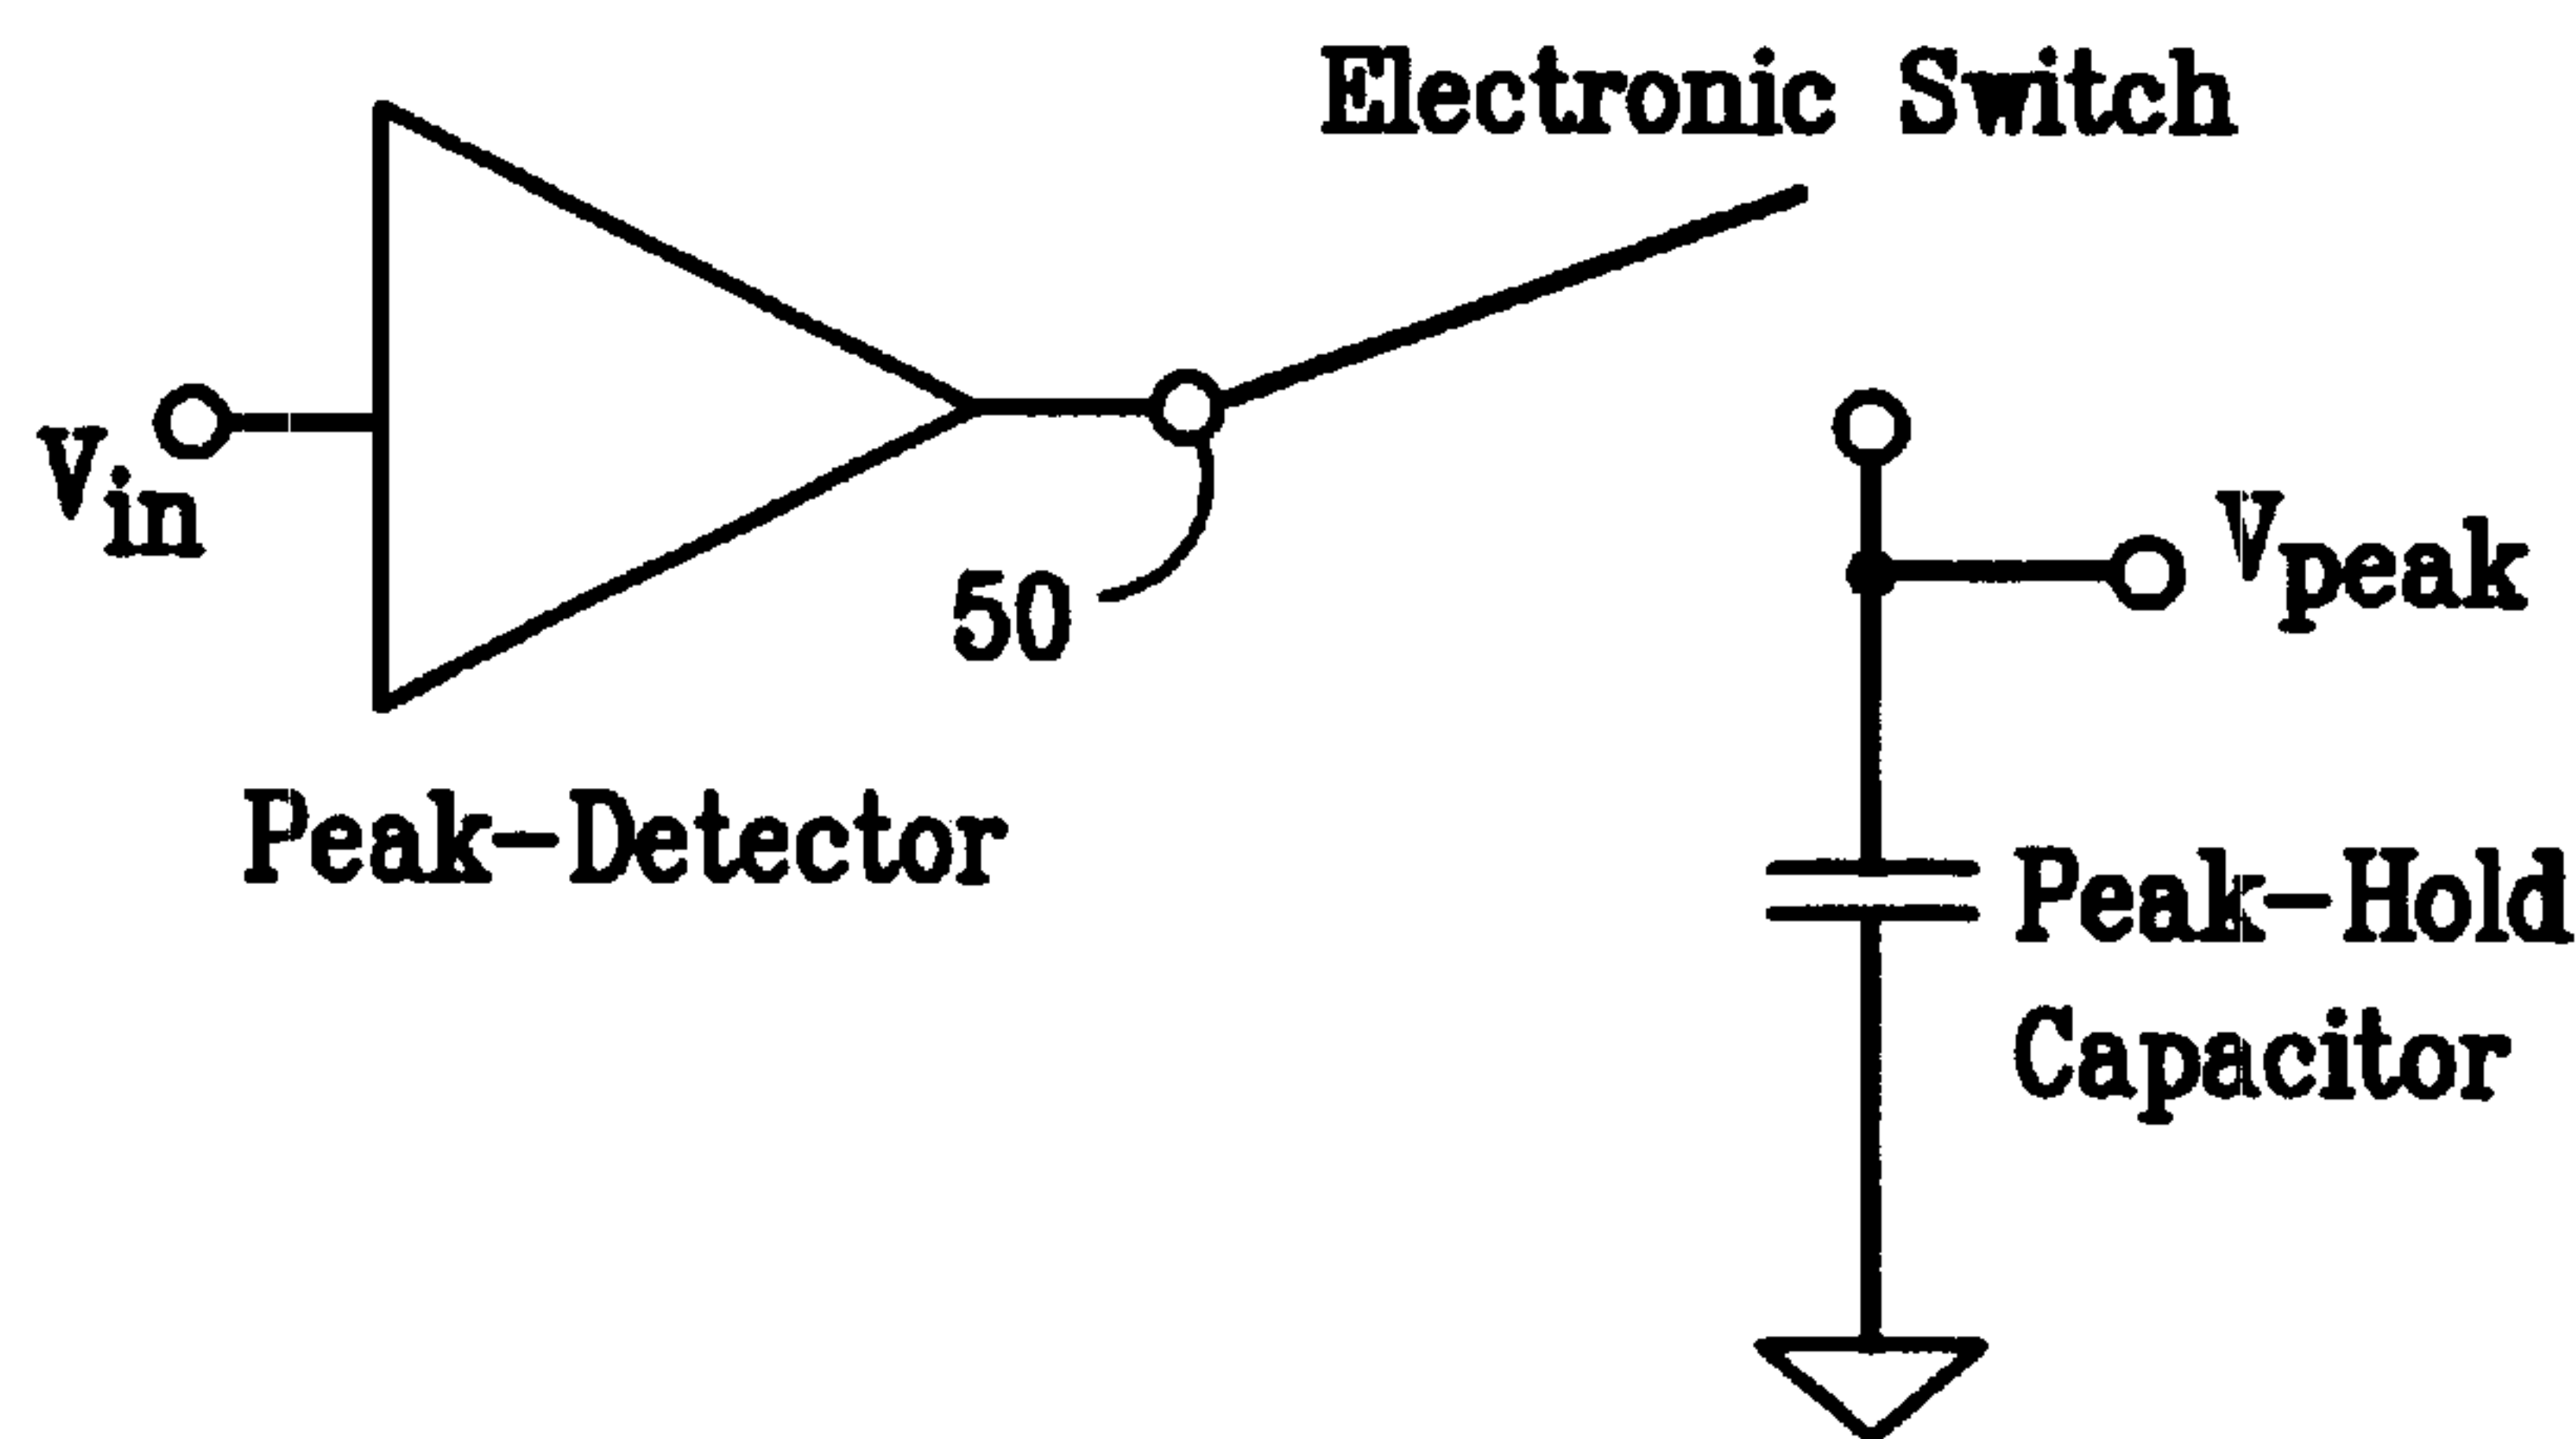 Electronic Switch
Vin
50
Vpeak
Peak-Detector
Peak-Hold
Capacitor